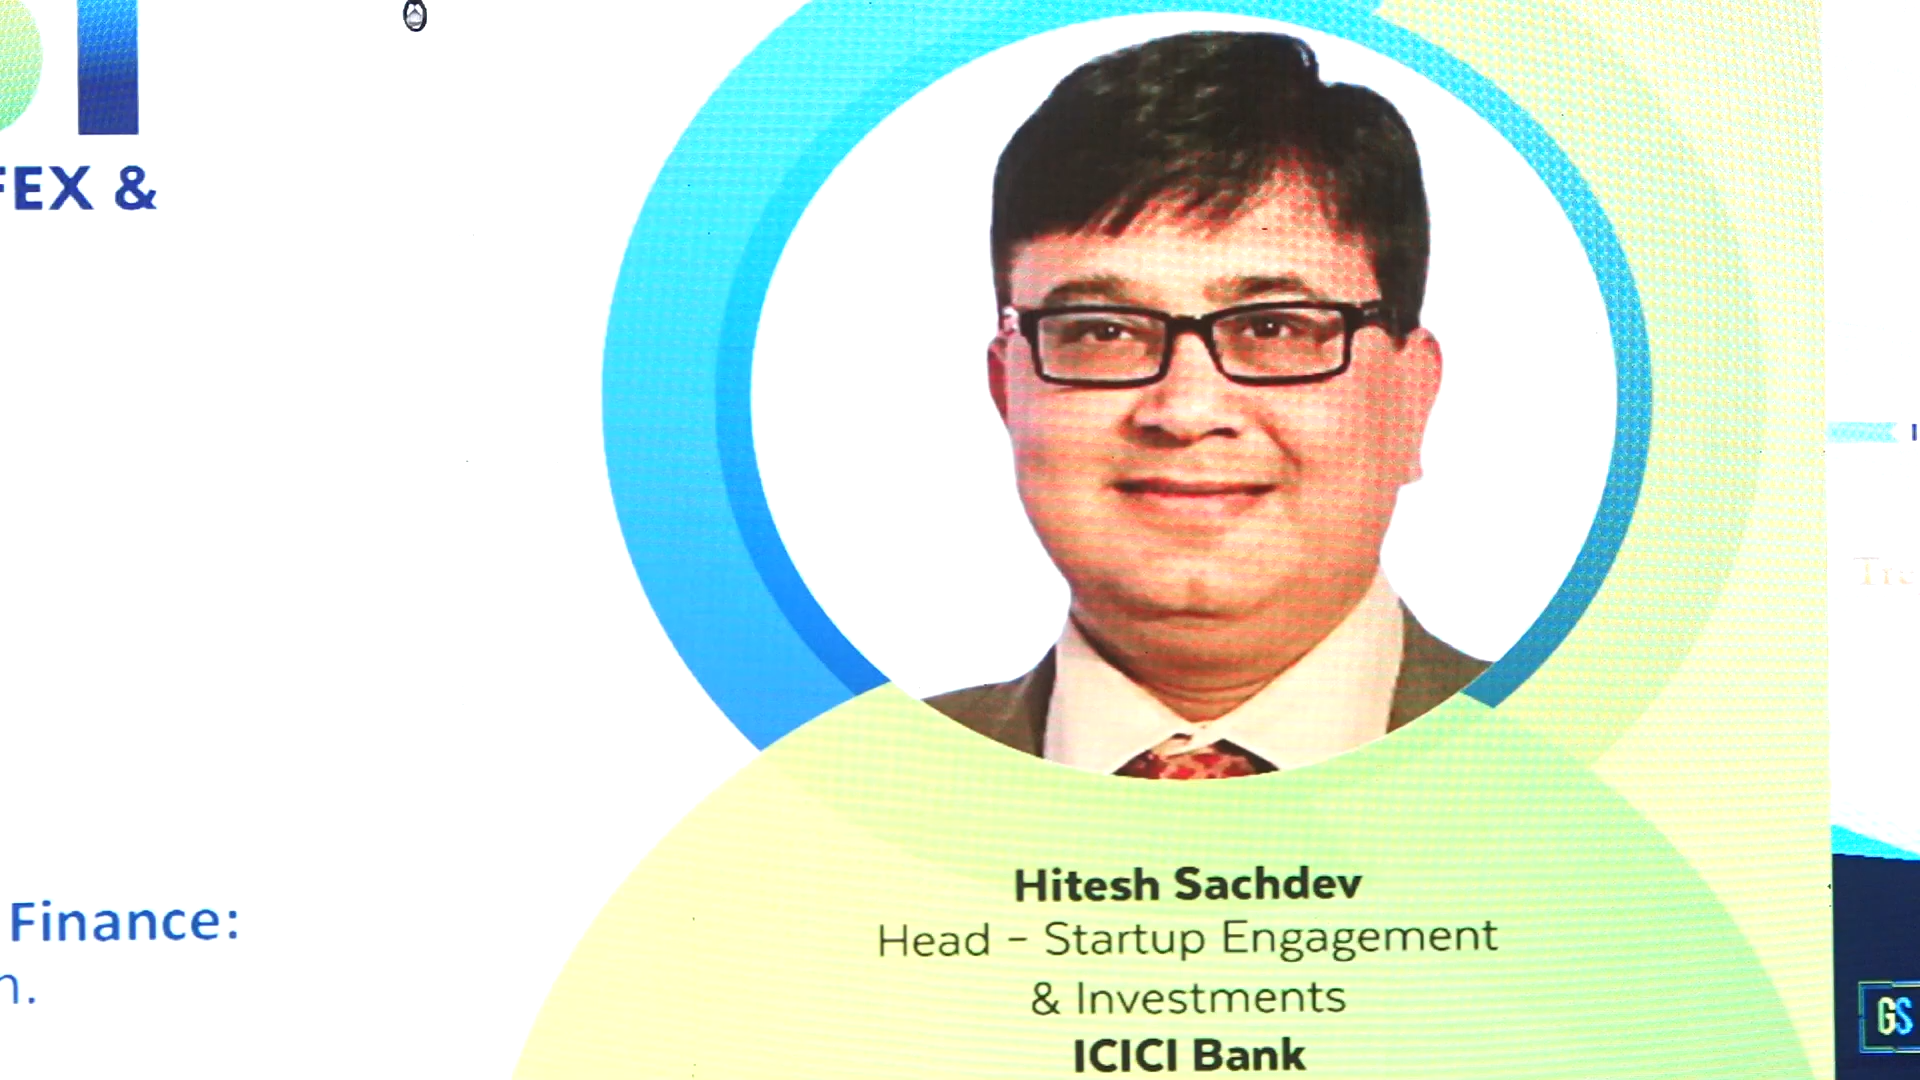 FEX &
Finance:
n.
Hitesh Sachdev
Head - Startup Engagement
& Investments
ICICI Bank
GS